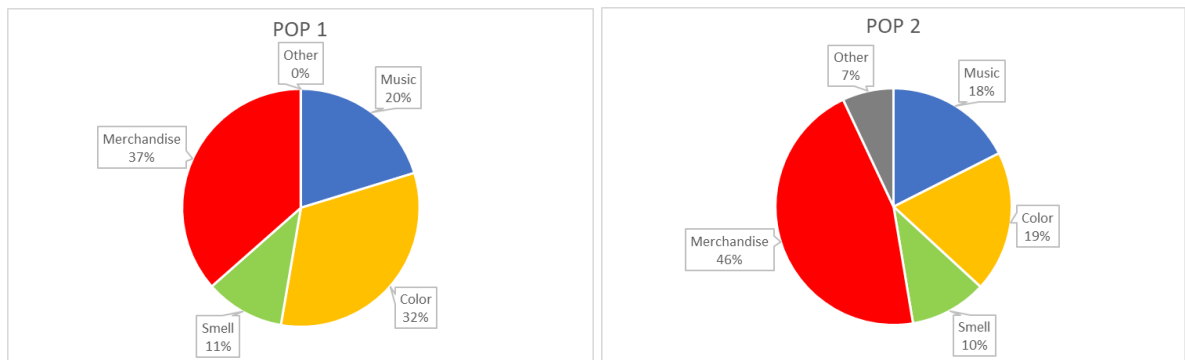 POP 1
Other
0%
Music
20%
Merchandise
37%
Color
32%
Smell
11%
POP 2
Other
7%
Music
18%
Color
19%
Merchandise
46%
Smell
10%